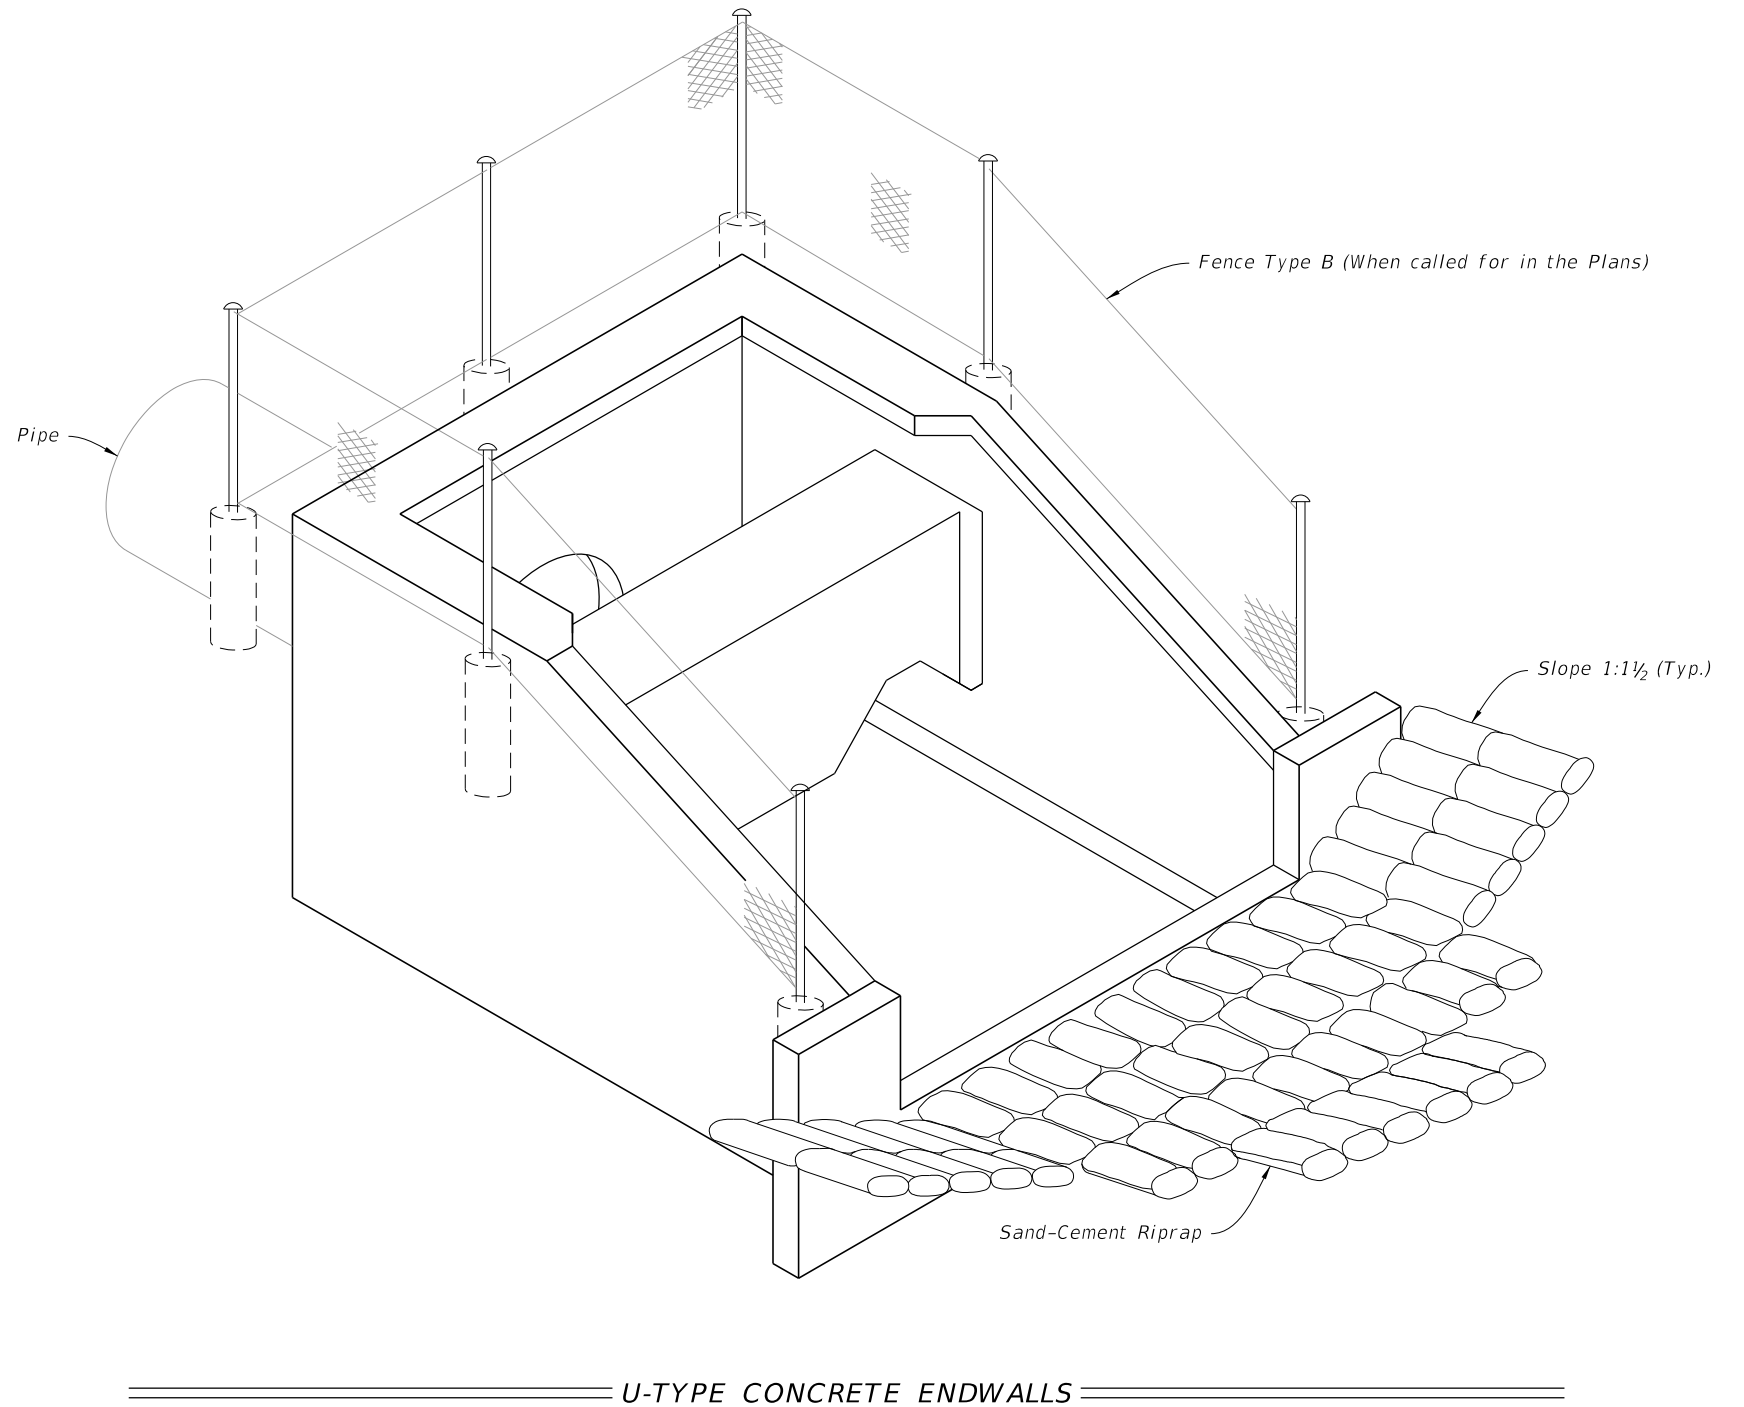 Fence Type B (When called for in the Plans)
Pipe
Slope 1:1½ (Typ.)
Sand-Cement Riprap
U-TYPE CONCRETE ENDWALLS